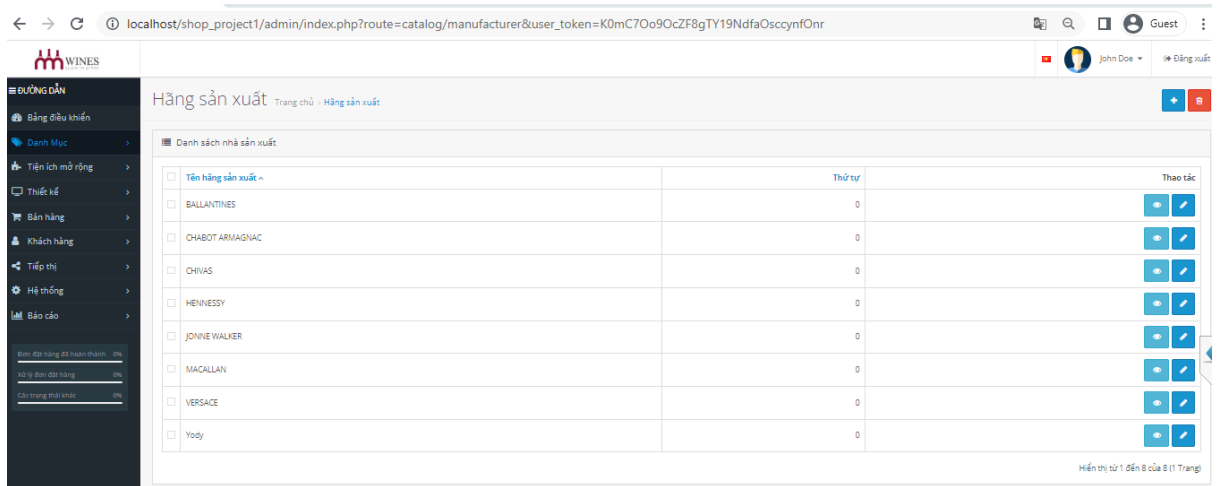 localhost/shop_project1/admin/index.php?route=catalog/manufacturer&user_token=K0mC7Oo9OcZF8gTY19NdfaOsccynfOnr
Guest
WINES
John Doe
Đăng xuất
ĐƯỜNG DẪN
Bảng điều khiển
Danh Mục
Tiện ích mở rộng
Thiết kế
Bán hàng
Khách hàng
Tiếp thị
Hệ thống
Báo cáo
Đơn đặt hàng đã hoàn thành 0%
Xử lý đơn đặt hàng 0%
Các trạng thái khác 0%
Hãng sản xuất Trang chủ › Hãng sản xuất
Danh sách nhà sản xuất
Tên hãng sản xuất Thứ tự Thao tác
BALLANTINES 0
CHABOT ARMAGNAC 0
CHIVAS 0
HENNESSY 0
JONNE WALKER 0
MACALLAN 0
VERSACE 0
Yody 0
Hiển thị từ 1 đến 8 của 8 (1 Trang)